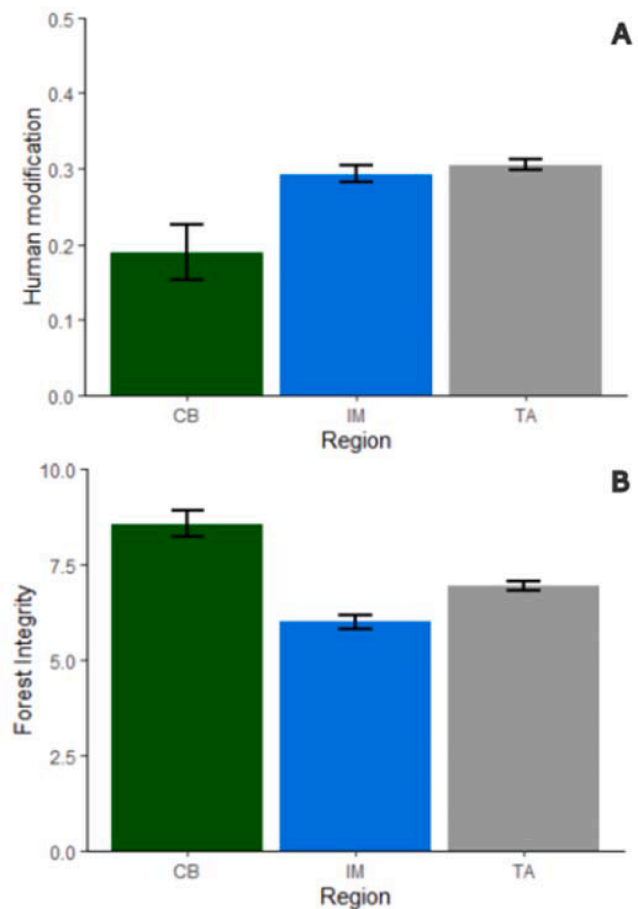 A
Human modification
0.5
0.4
0.3
0.2
0.1
0.0
CB IM TA
Region
B
Forest Integrity
10.0
7.5
5.0
2.5
0.0
CB IM TA
Region